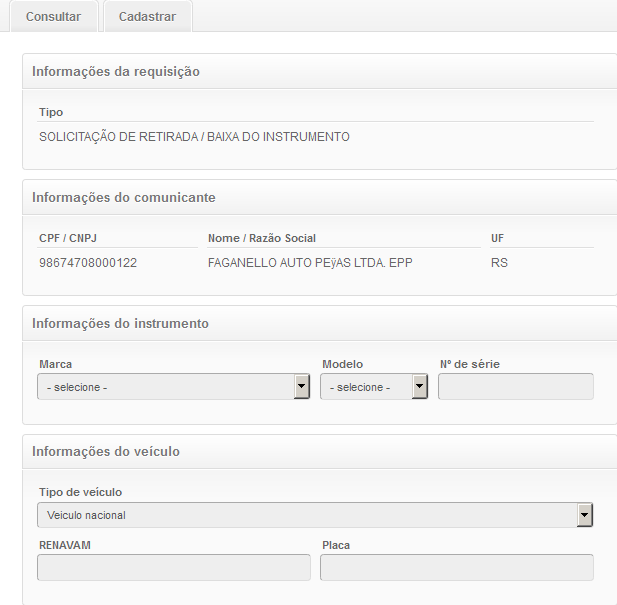 Consultar Cadastrar
Informações da requisição
Tipo
SOLICITAÇÃO DE RETIRADA / BAIXA DO INSTRUMENTO
Informações do comunicante
CPF / CNPJ Nome / Razão Social UF
98674708000122 FAGANELLO AUTO PEÿAS LTDA. EPP RS
Informações do instrumento
Marca Modelo Nº de série
- selecione - - selecione -
Informações do veículo
Tipo de veículo
Veiculo nacional
RENAVAM Placa